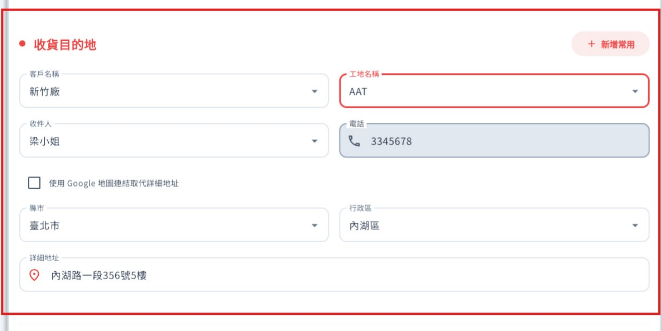 收貨目的地
+ 新增常用
客戶名稱
新竹廠
工地名稱
AAT
收件人
梁小姐
電話
3345678
使用 Google 地圖連結取代詳細地址
縣市
臺北市
行政區
內湖區
詳細地址
內湖路一段356號5樓